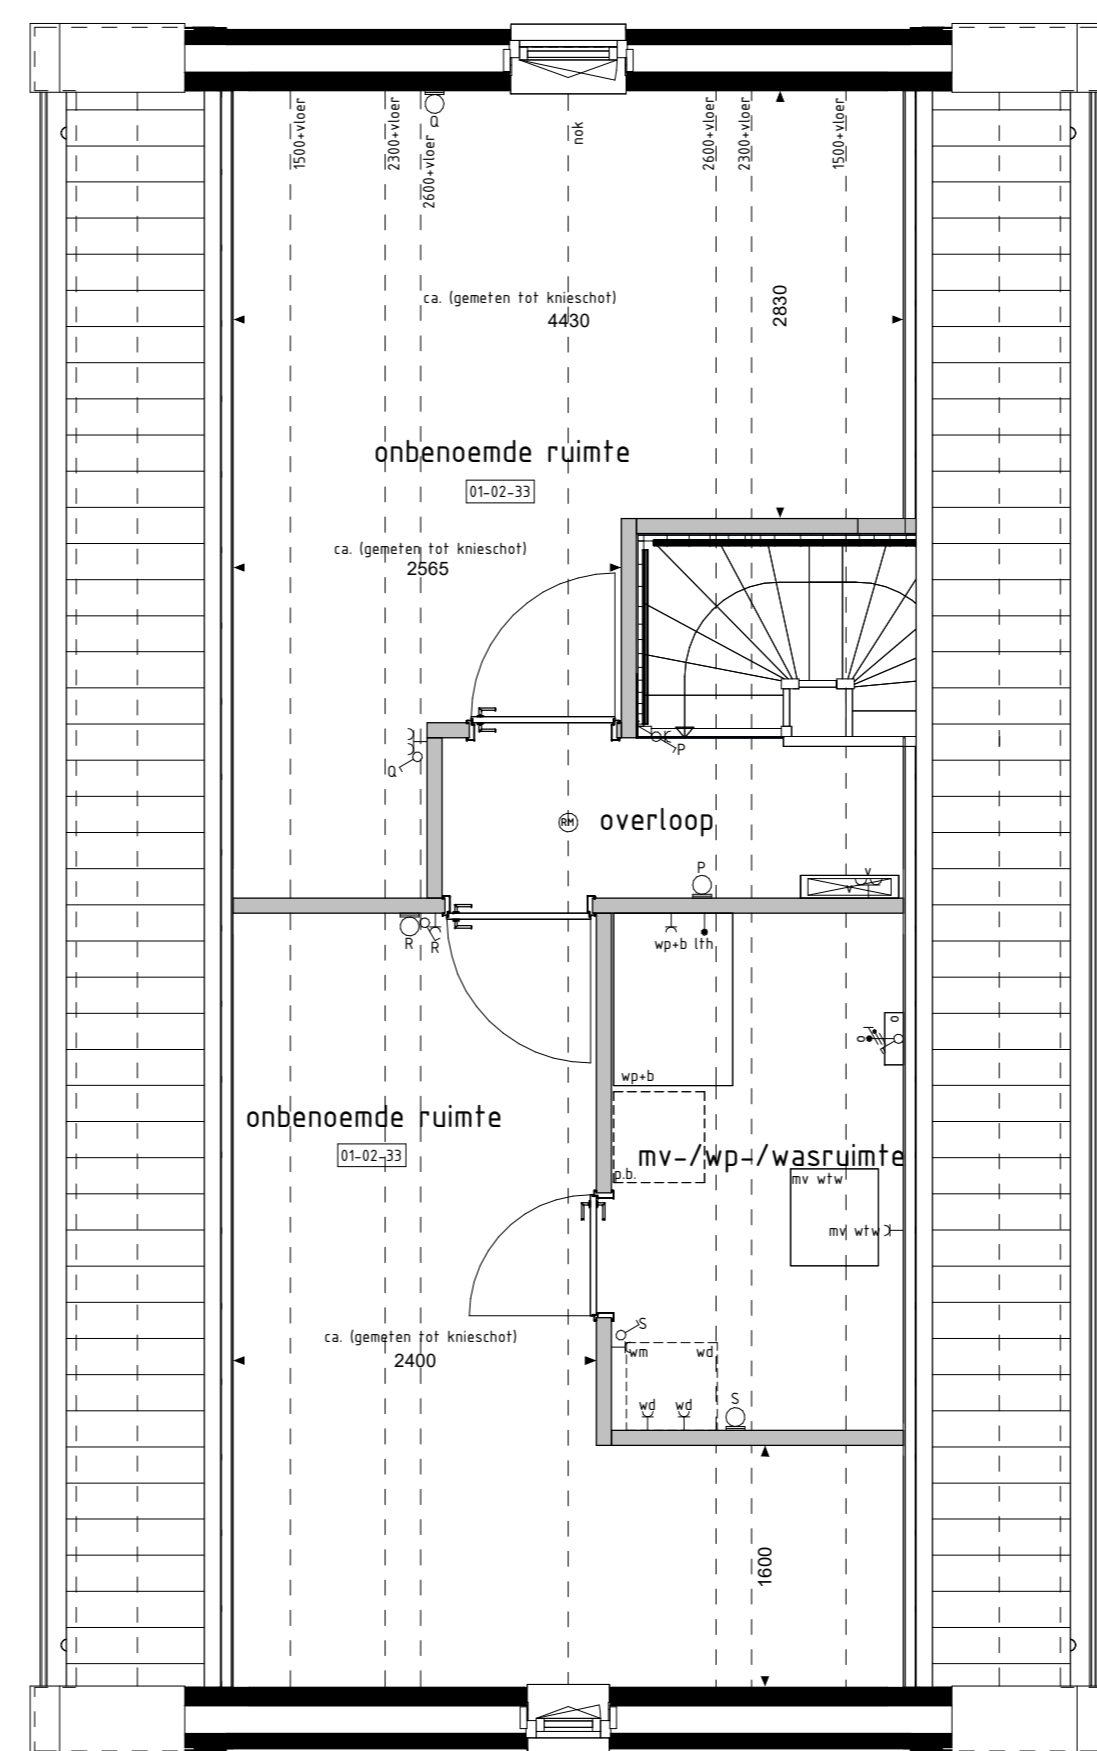 1500+vloer
2300+vloer
2600+vloer
Q
nok
2600+vloer
2300+vloer
1500+vloer
ca. (gemeten tot knieschot)
4430
2830
onbenoemde ruimte
01-02-33
ca. (gemeten tot knieschot)
2565
P
Q
RM
overloop
P
v
v
R
R
wp+b lth
o
o
wp+b
onbenoemde ruimte
01-02-33
mv-/wp-/wasruimte
p.b.
mv wtw
mv wtw
S
ca. (gemeten tot knieschot)
2400
wm
wd
wd
wd
S
1600